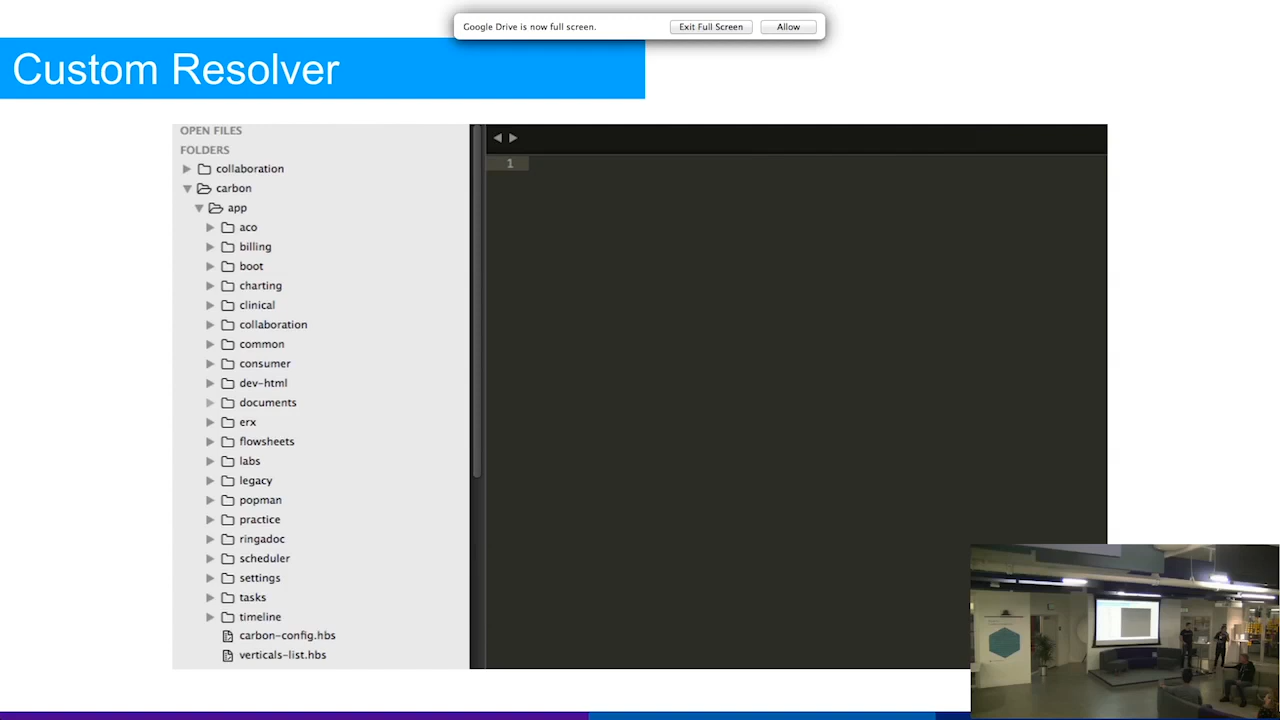 Google Drive is now full screen.
Exit Full Screen
Allow
Custom Resolver
OPEN FILES
FOLDERS
collaboration
carbon
app
aco
billing
boot
charting
clinical
collaboration
common
consumer
dev-html
documents
erx
flowsheets
labs
legacy
popman
practice
ringadoc
scheduler
settings
tasks
timeline
carbon-config.hbs
verticals-list.hbs
1